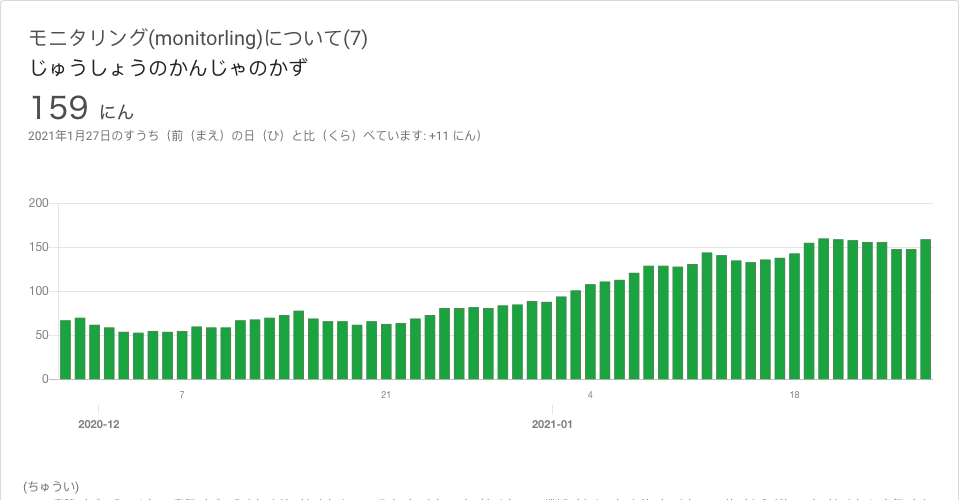 モニタリング(monitorling)について(7)
じゅうしょうのかんじゃのかず
159 にん
2021年1月27日のすうち（前（まえ）の日（ひ）と比（くら）べています: +11 にん）
200
150
100
50
0
7 21 4 18
2020-12 2021-01
(ちゅうい)